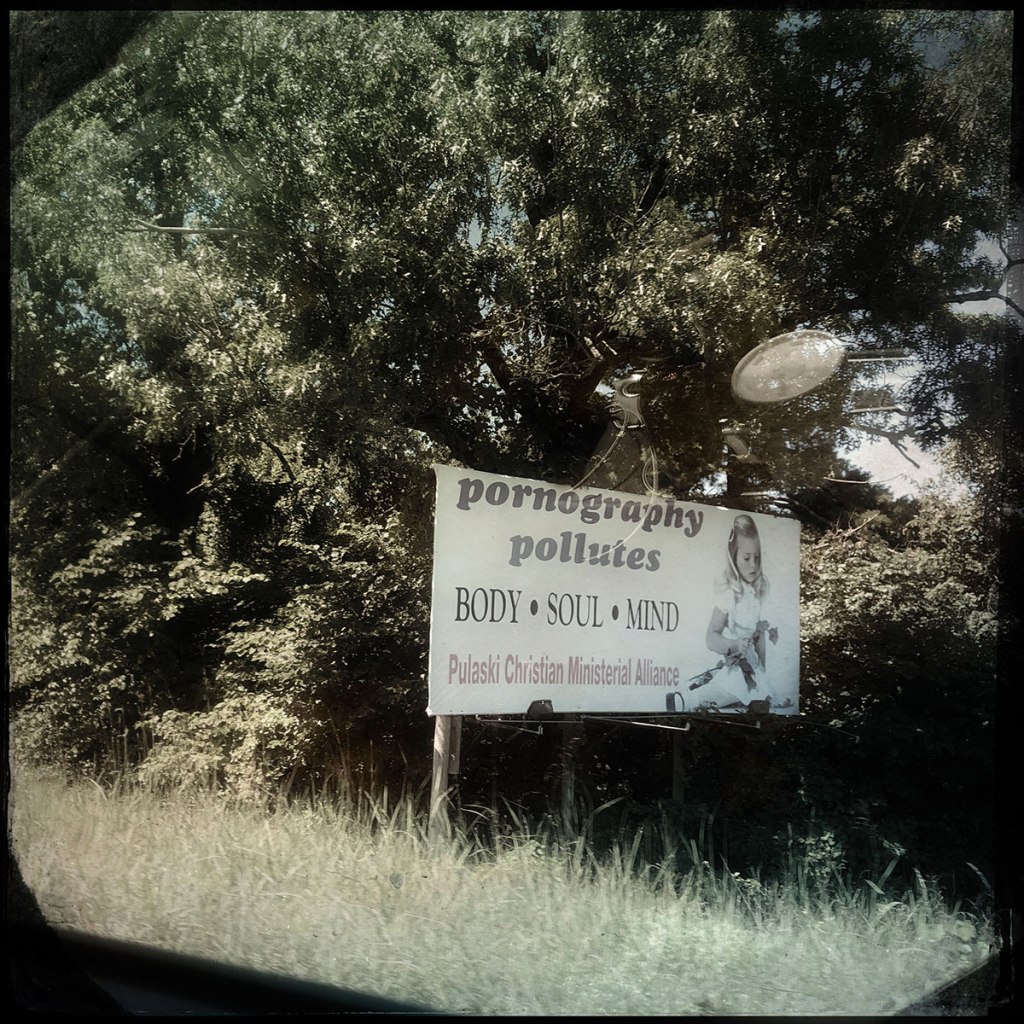 pornography
pollutes
BODY • SOUL • MIND
Pulaski Christian Ministerial Alliance